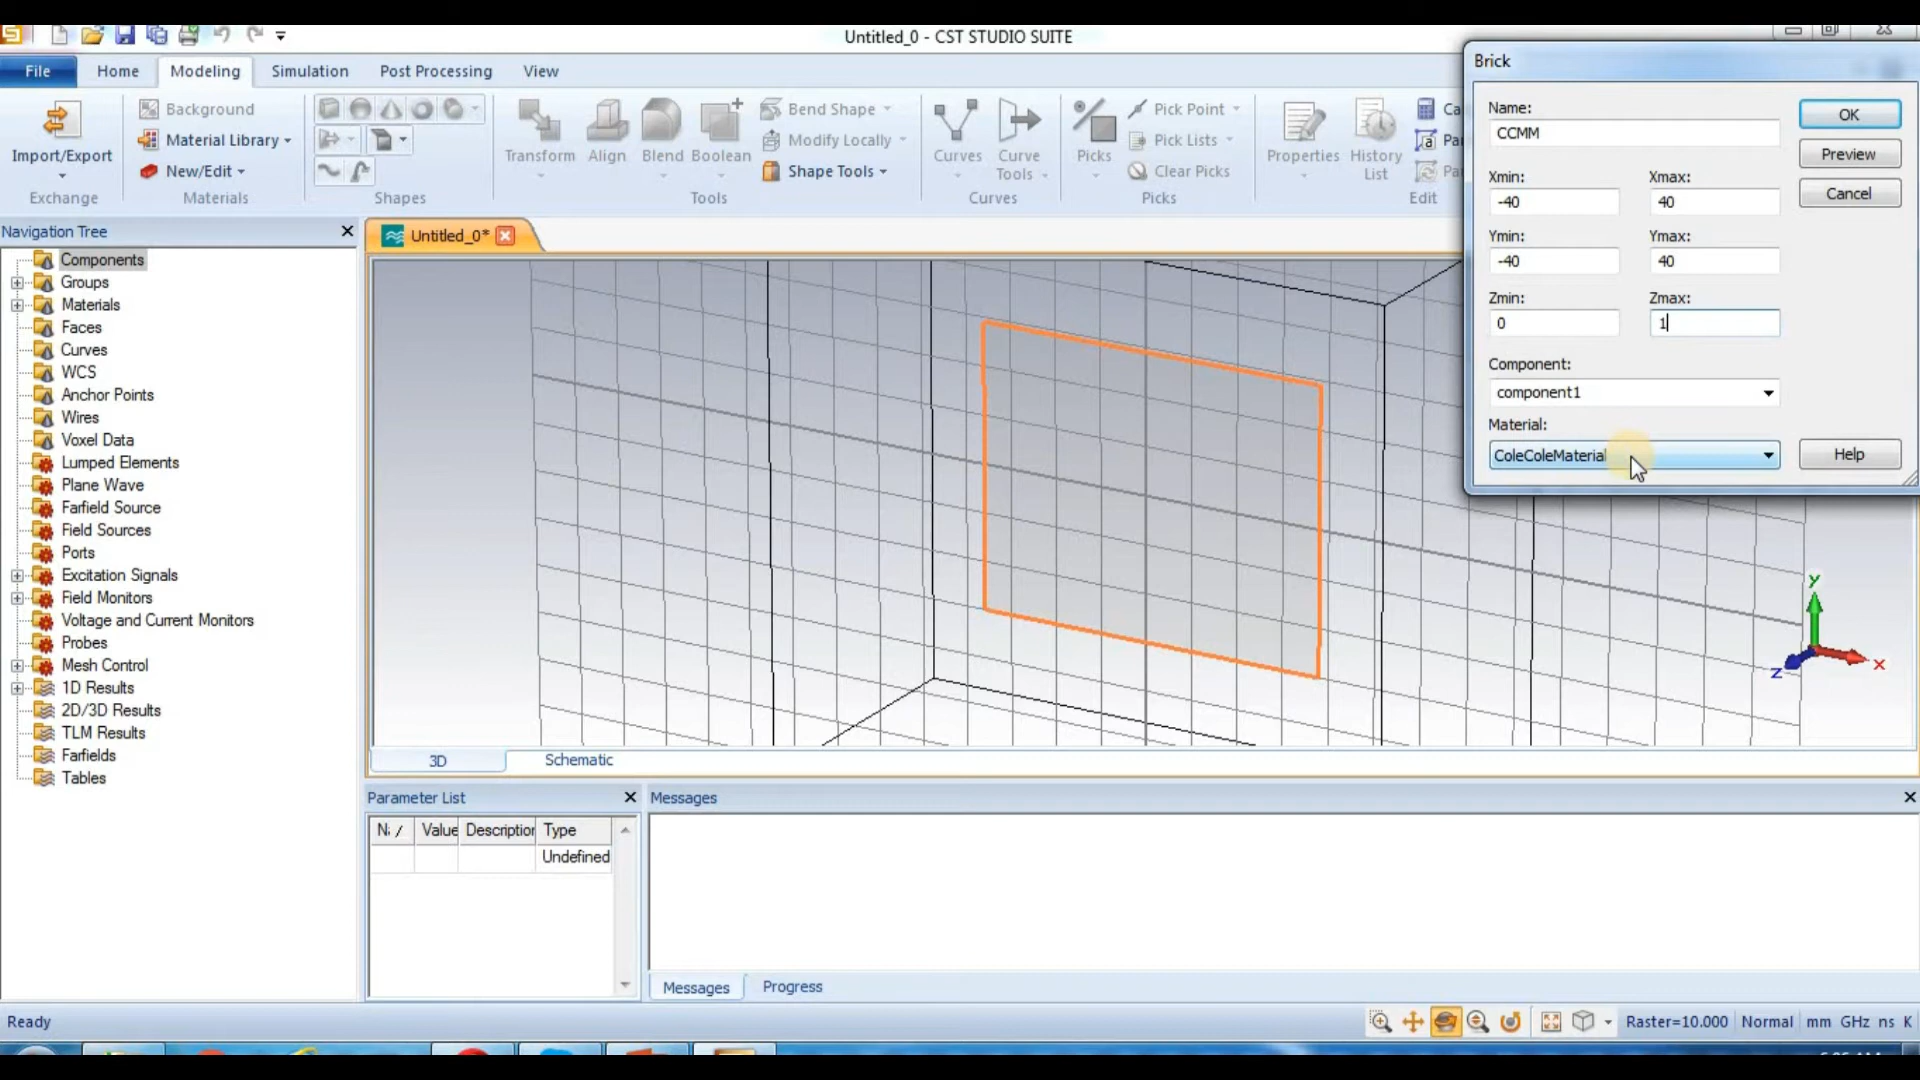 Untitled_0 - CST STUDIO SUITE
File Home Modeling Simulation Post Processing View
Import/Export
Exchange
Background
Material Library
New/Edit
Materials
Shapes
Transform Align Blend Boolean
Bend Shape
Modify Locally
Shape Tools
Tools
Curves Curve Tools
Curves
Picks
Pick Point
Pick Lists
Clear Picks
Picks
Properties History List
Edit
Brick
Name:
CCMM
OK
Preview
Cancel
Xmin: Xmax:
-40 40
Ymin: Ymax:
-40 40
Zmin: Zmax:
0 1
Component:
component1
Material:
ColeColeMaterial
Help
Navigation Tree
Components
Groups
Materials
Faces
Curves
WCS
Anchor Points
Wires
Voxel Data
Lumped Elements
Plane Wave
Farfield Source
Field Sources
Ports
Excitation Signals
Field Monitors
Voltage and Current Monitors
Probes
Mesh Control
1D Results
2D/3D Results
TLM Results
Farfields
Tables
Untitled_0*
y
x
z
3D Schematic
Parameter List
Value Description Type
Undefined
Messages
Messages Progress
Ready
Raster=10.000 Normal mm GHz ns K